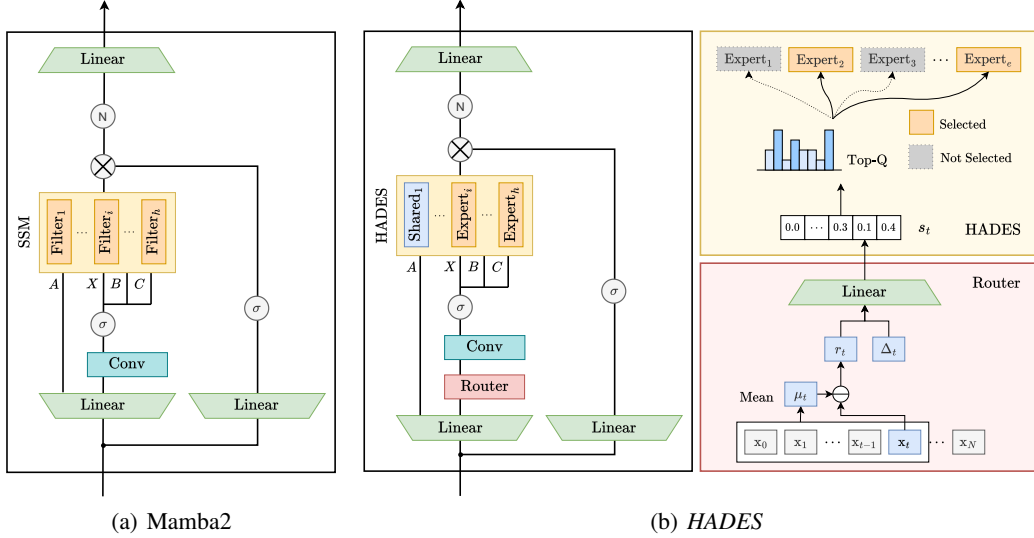 Linear
N
SSM
Filter₁ ... Filterᵢ ... Filterₕ
A X B C
σ
σ
Conv
Linear
Linear
(a) Mamba2
Linear
N
HADES
Shared₁ ... Expertᵢ ... Expertₕ
A X B C
σ
σ
Conv
Router
Linear
Linear
Expert₁ Expert₂ Expert₃ ... Expertₑ
Selected
Top-Q
Not Selected
0.0 ... 0.3 0.1 0.4
sₜ HADES
Router
Linear
rₜ Δₜ
Mean μₜ
x₀ x₁ ... xₜ₋₁ xₜ ... x_N
(b) HADES